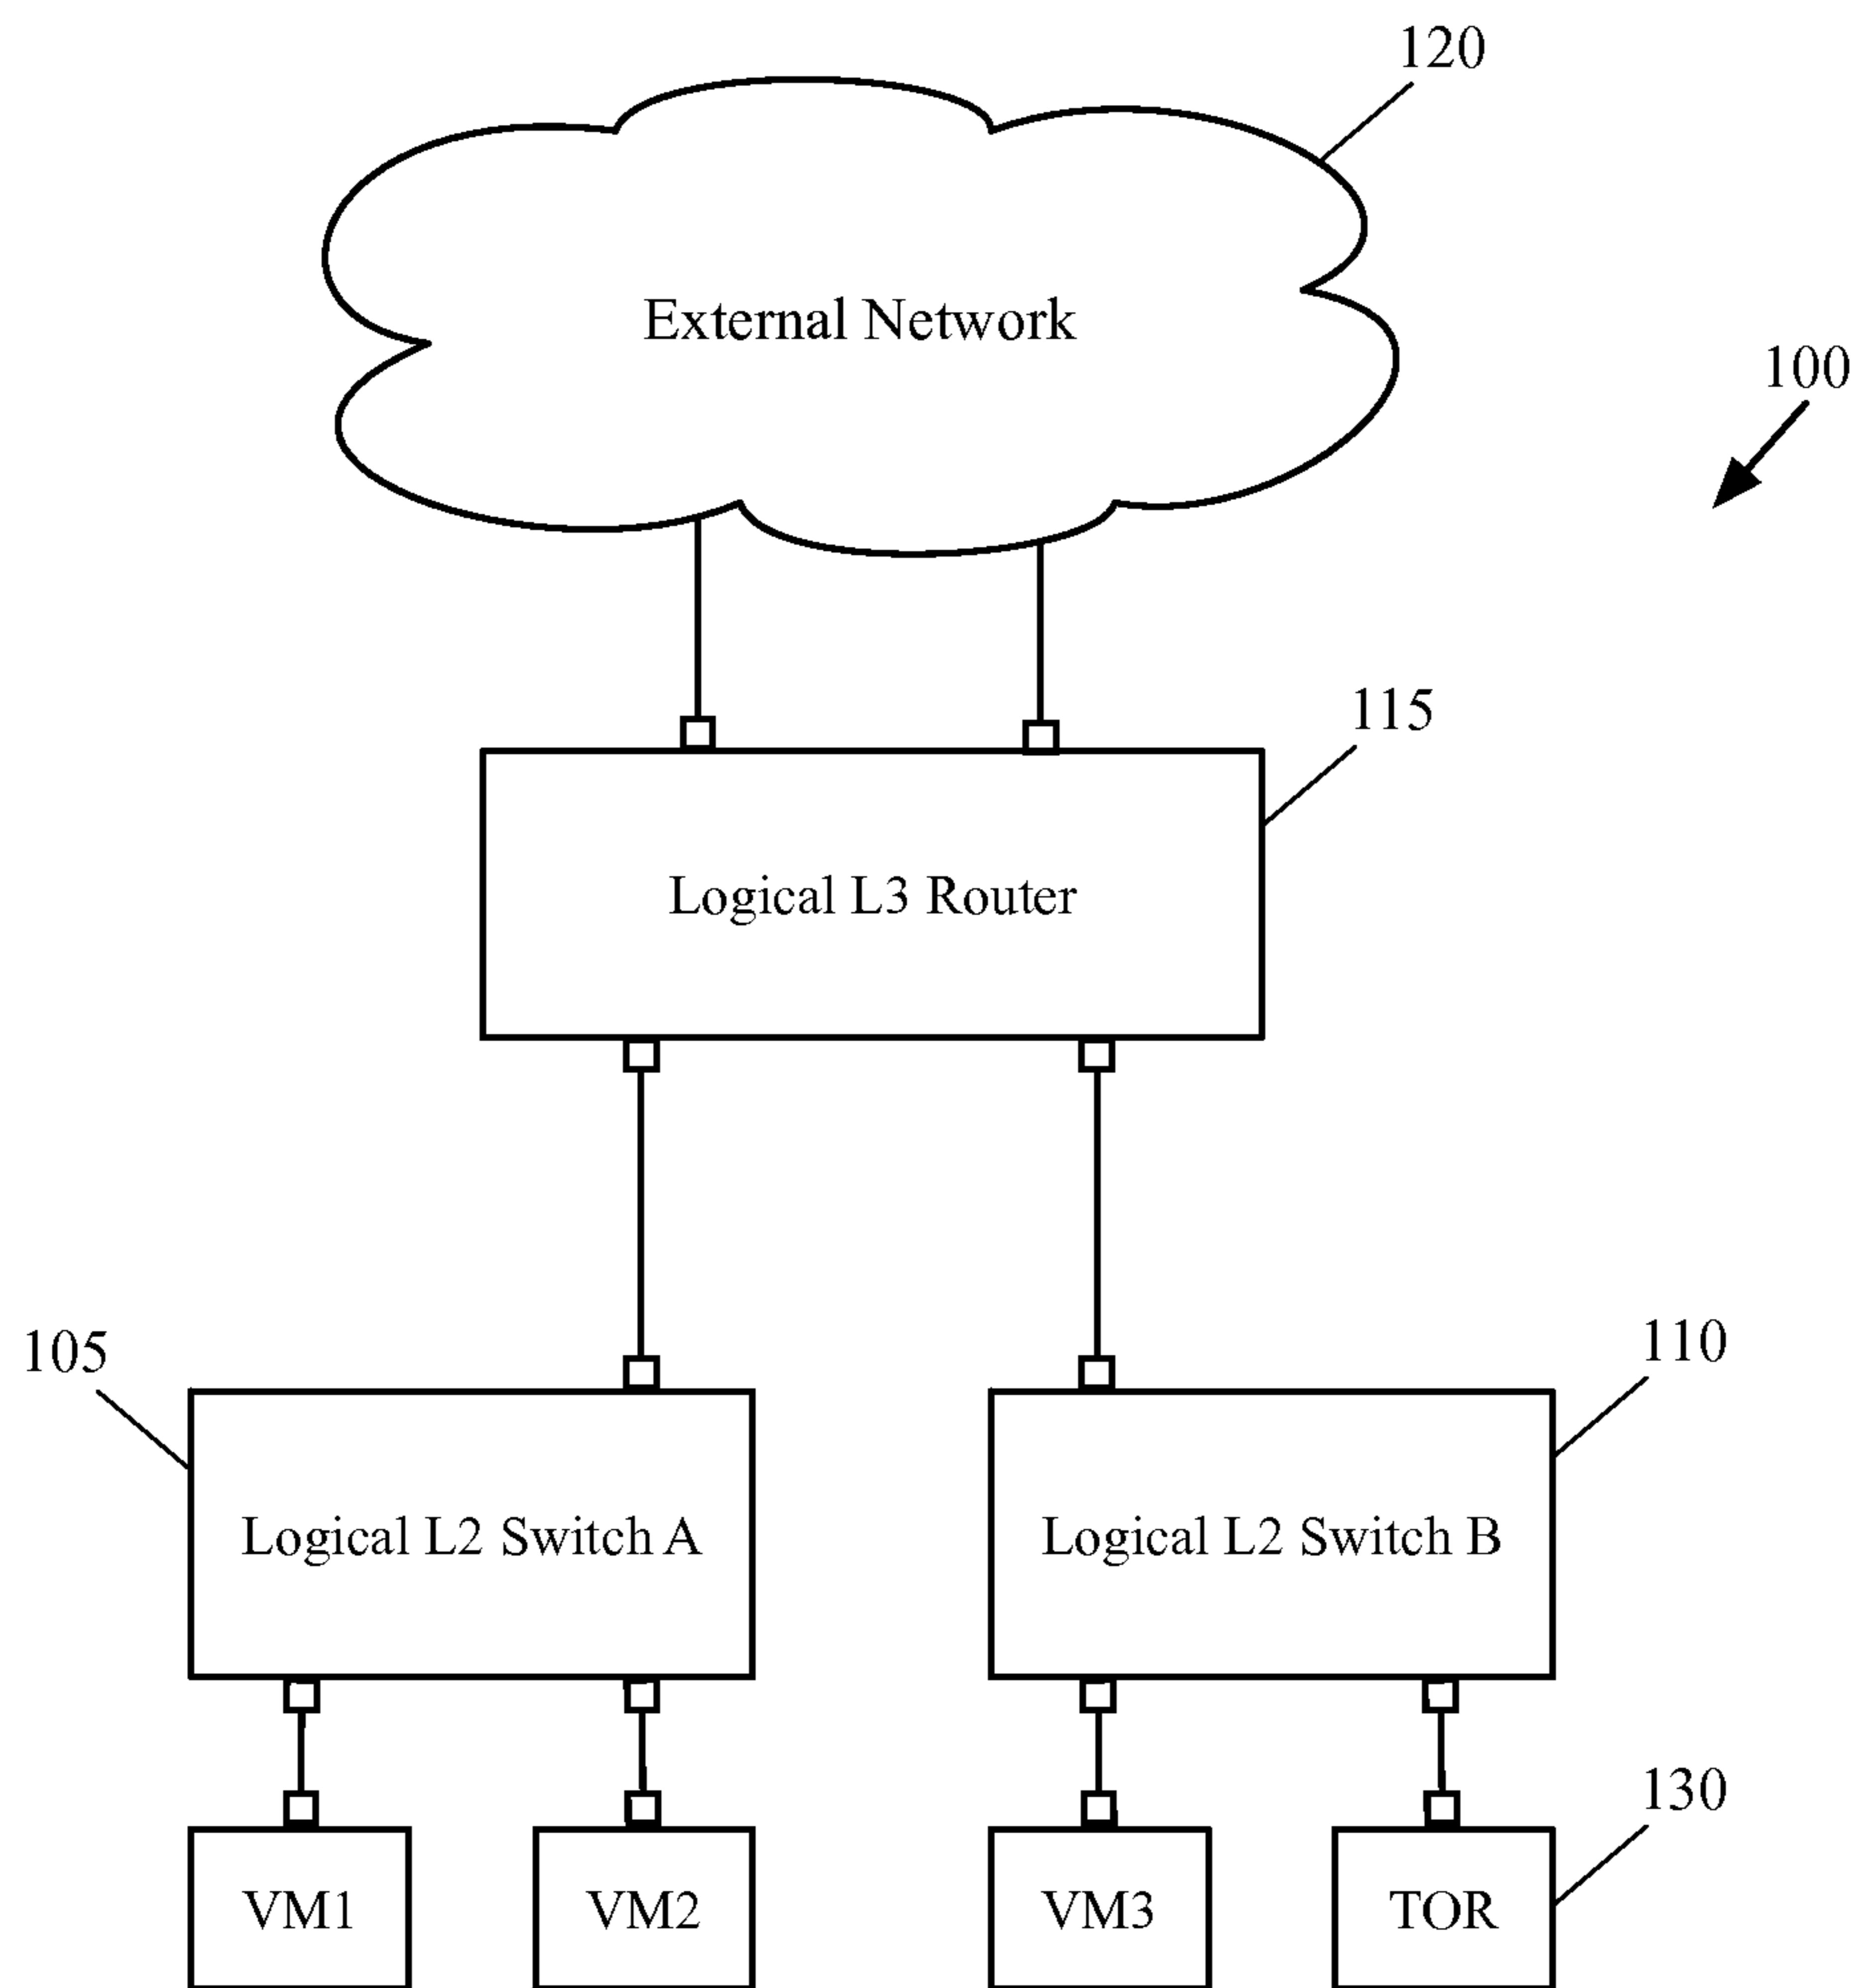 120
External Network
100
115
Logical L3 Router
105
110
Logical L2 Switch A
Logical L2 Switch B
130
VM1
VM2
VM3
TOR